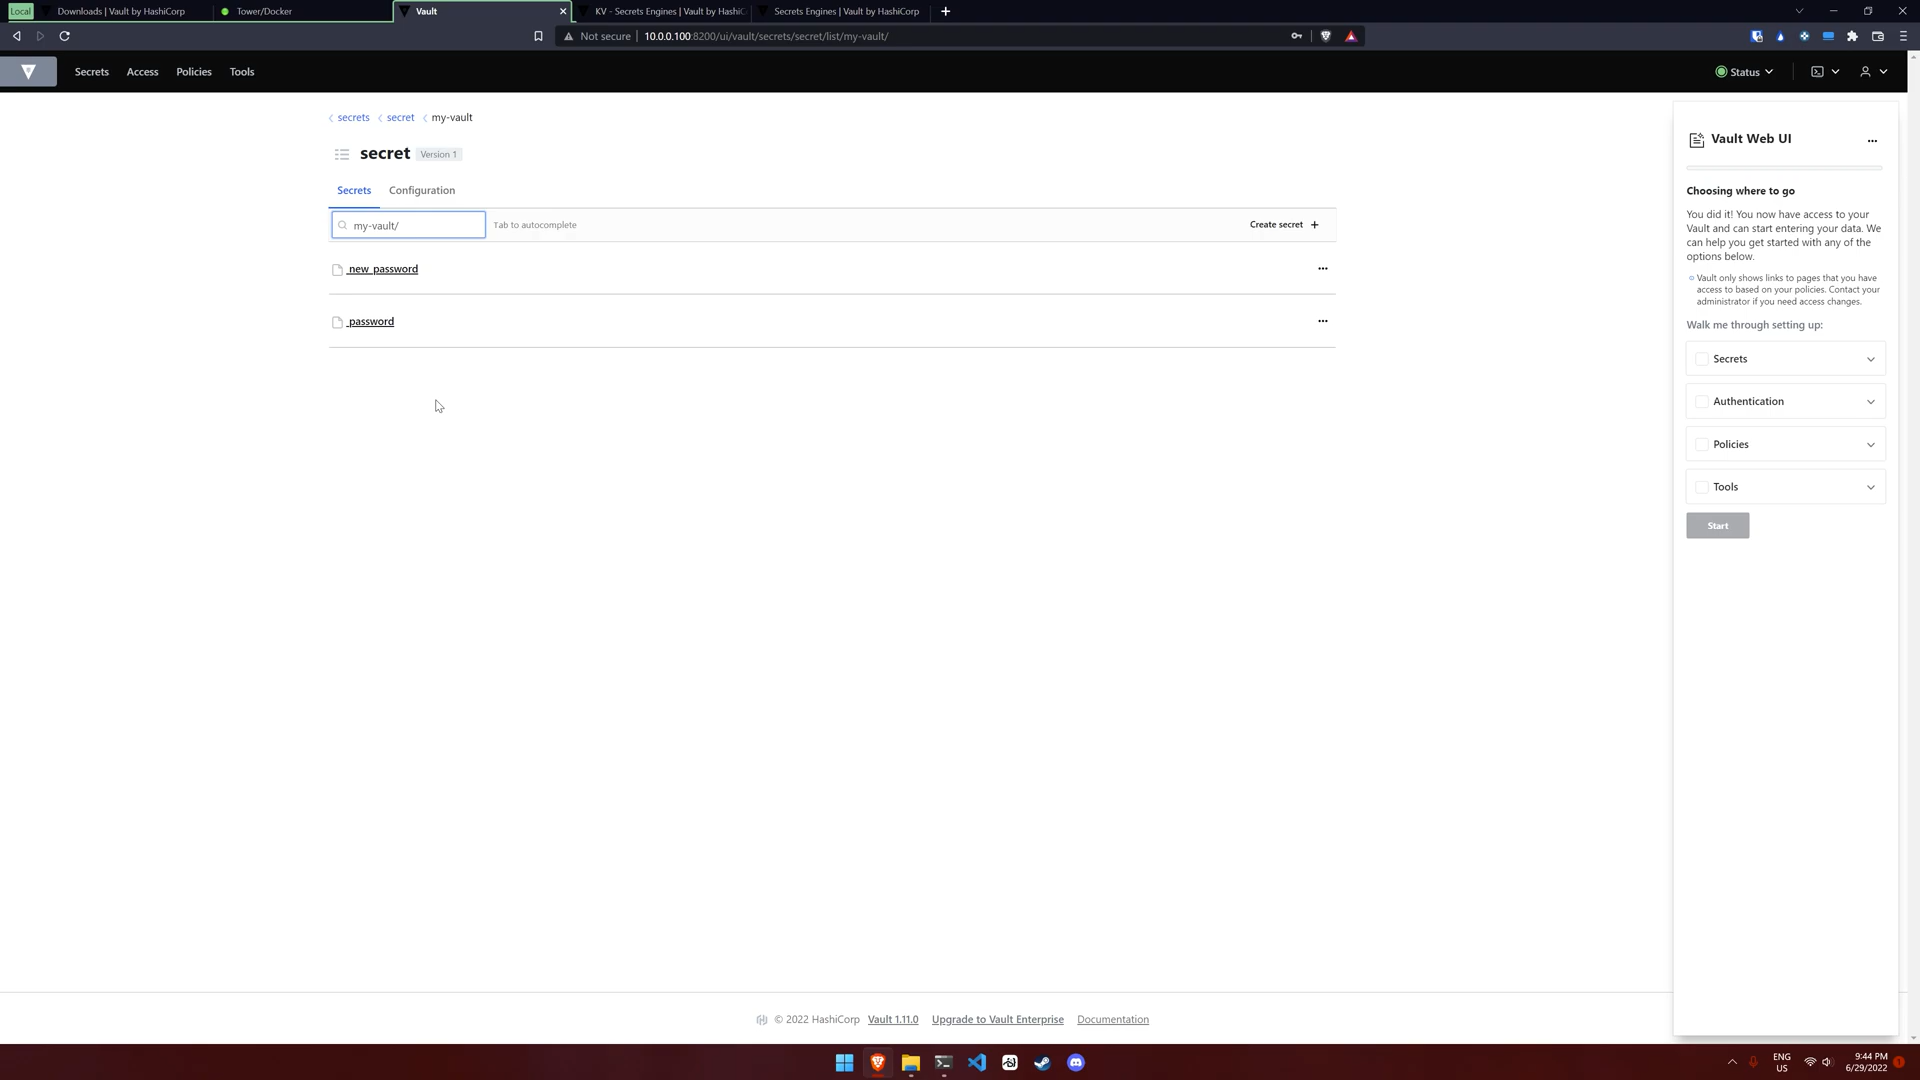 Local
Downloads | Vault by HashiCorp
Tower/Docker
Vault
KV - Secrets Engines | Vault by HashiCo
Secrets Engines | Vault by HashiCorp
Not secure
10.0.0.100:8200/ui/vault/secrets/secret/list/my-vault/
Secrets
Access
Policies
Tools
Status
secrets
secret
my-vault
secret
Version 1
Secrets
Configuration
my-vault/
Tab to autocomplete
Create secret +
new_password
password
Vault Web UI
Choosing where to go
You did it! You now have access to your
Vault and can start entering your data. We
can help you get started with any of the
options below.
Vault only shows links to pages that you have
access to based on your policies. Contact your
administrator if you need access changes.
Walk me through setting up:
Secrets
Authentication
Policies
Tools
Start
© 2022 HashiCorp
Vault 1.11.0
Upgrade to Vault Enterprise
Documentation
ENG
US
9:44 PM
6/29/2022
1